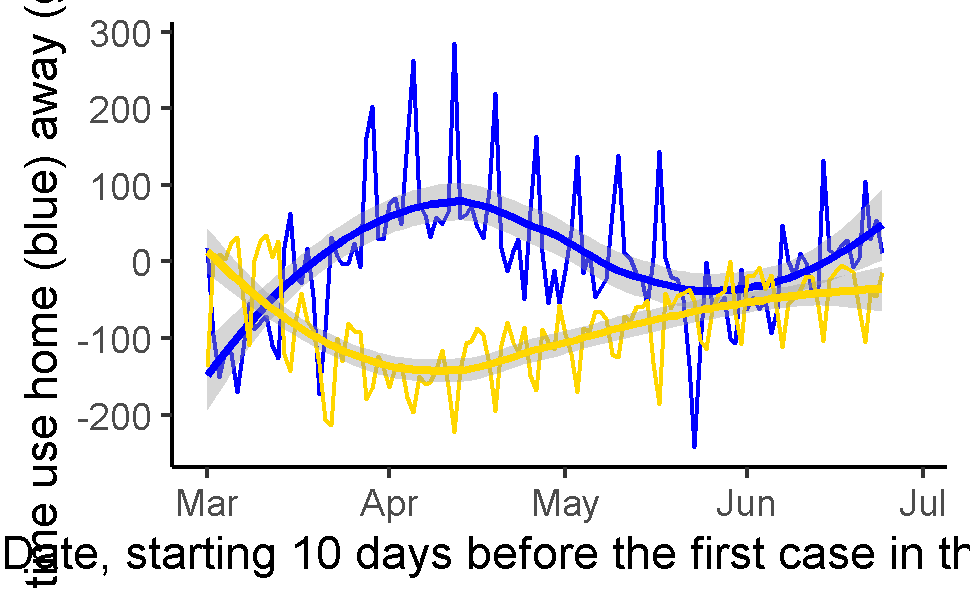 time use home (blue) away (g
300
200
100
0
-100
-200
Mar Apr May Jun Jul
Date, starting 10 days before the first case in th